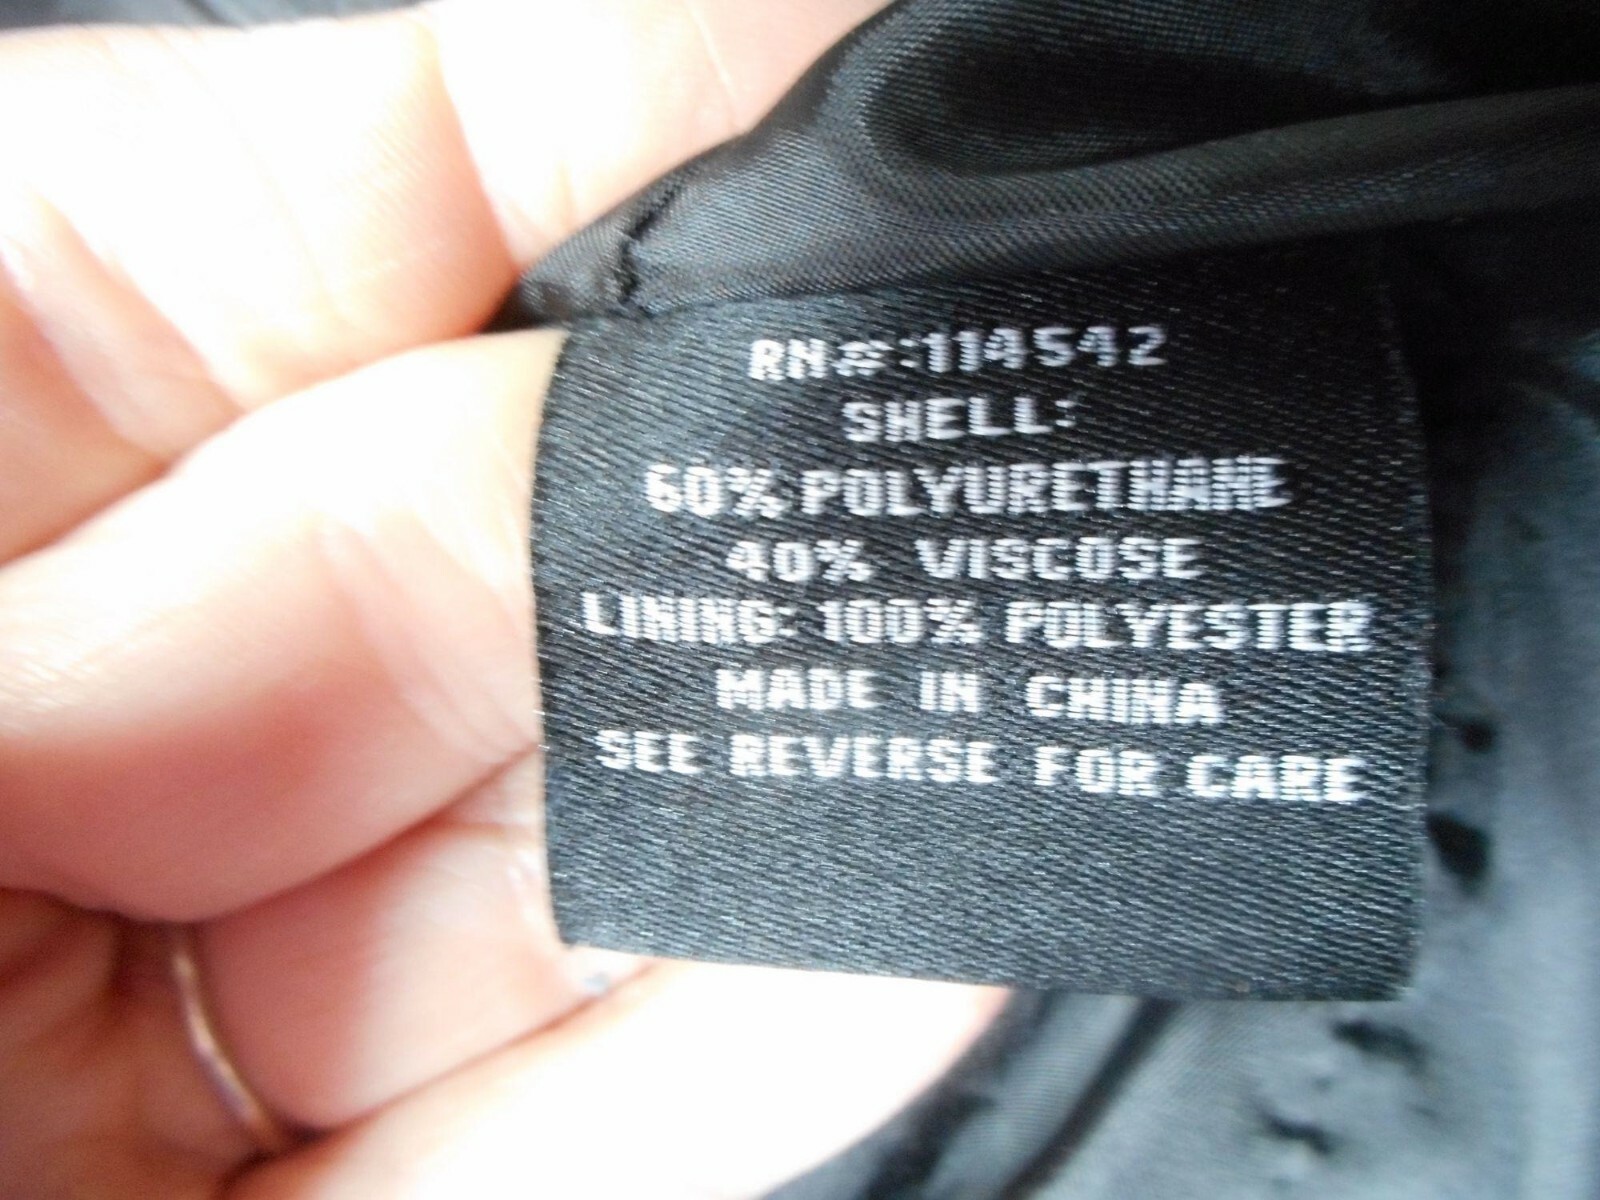 RN#:114542
SHELL:
60% POLYURETHANE
40% VISCOSE
LINING: 100% POLYESTER
MADE IN CHINA
SEE REVERSE FOR CARE